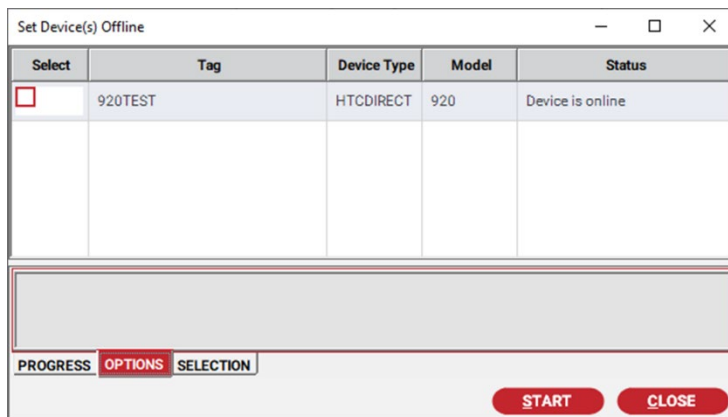 Set Device(s) Offline
Select Tag Device Type Model Status
920TEST HTCDIRECT 920 Device is online
PROGRESS OPTIONS SELECTION
START CLOSE